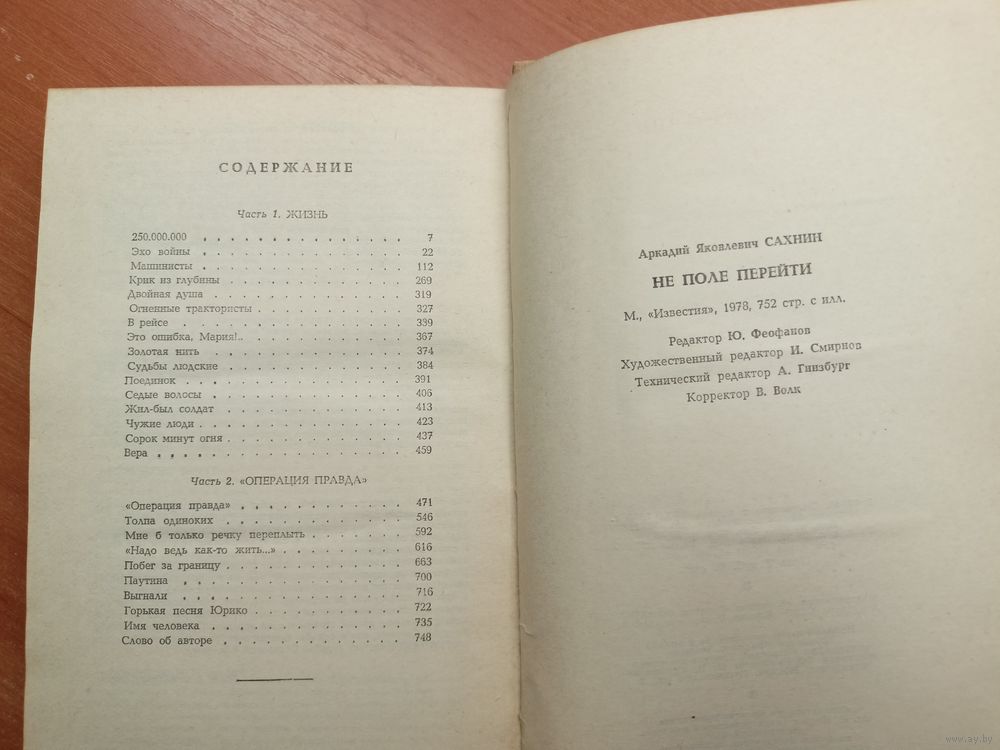 СОДЕРЖАНИЕ
Часть 1. ЖИЗНЬ
250.000.000 . . . . . . . . . . . . . . 7
Эхо войны . . . . . . . . . . . . . . 22
Машинисты . . . . . . . . . . . . . . 112
Крик из глубины . . . . . . . . . . . . 269
Двойная душа . . . . . . . . . . . . . 319
Огненные трактористы . . . . . . . . . . 327
В рейсе . . . . . . . . . . . . . . . 339
Это ошибка, Мария!.. . . . . . . . . . . 367
Золотая нить . . . . . . . . . . . . . 374
Судьбы людские . . . . . . . . . . . . 384
Поединок . . . . . . . . . . . . . . . 391
Седые волосы . . . . . . . . . . . . . 406
Жил-был солдат . . . . . . . . . . . . 413
Чужие люди . . . . . . . . . . . . . . 423
Сорок минут огня . . . . . . . . . . . . 437
Вера . . . . . . . . . . . . . . . . 459
Часть 2. «ОПЕРАЦИЯ ПРАВДА»
«Операция правда» . . . . . . . . . . . 471
Толпа одиноких . . . . . . . . . . . . 546
Мне б только речку переплыть . . . . . . . 592
«Надо ведь как-то жить...» . . . . . . . . 616
Побег за границу . . . . . . . . . . . . 663
Паутина . . . . . . . . . . . . . . . 700
Выгнали . . . . . . . . . . . . . . . 716
Горькая песня Юрико . . . . . . . . . . 722
Имя человека . . . . . . . . . . . . . 735
Слово об авторе . . . . . . . . . . . . 748
Аркадий Яковлевич САХНИН
НЕ ПОЛЕ ПЕРЕЙТИ
М., «Известия», 1978, 752 стр. с илл.
Редактор Ю. Феофанов
Художественный редактор И. Смирнов
Технический редактор А. Гинзбург
Корректор В. Волк
www.ay.by